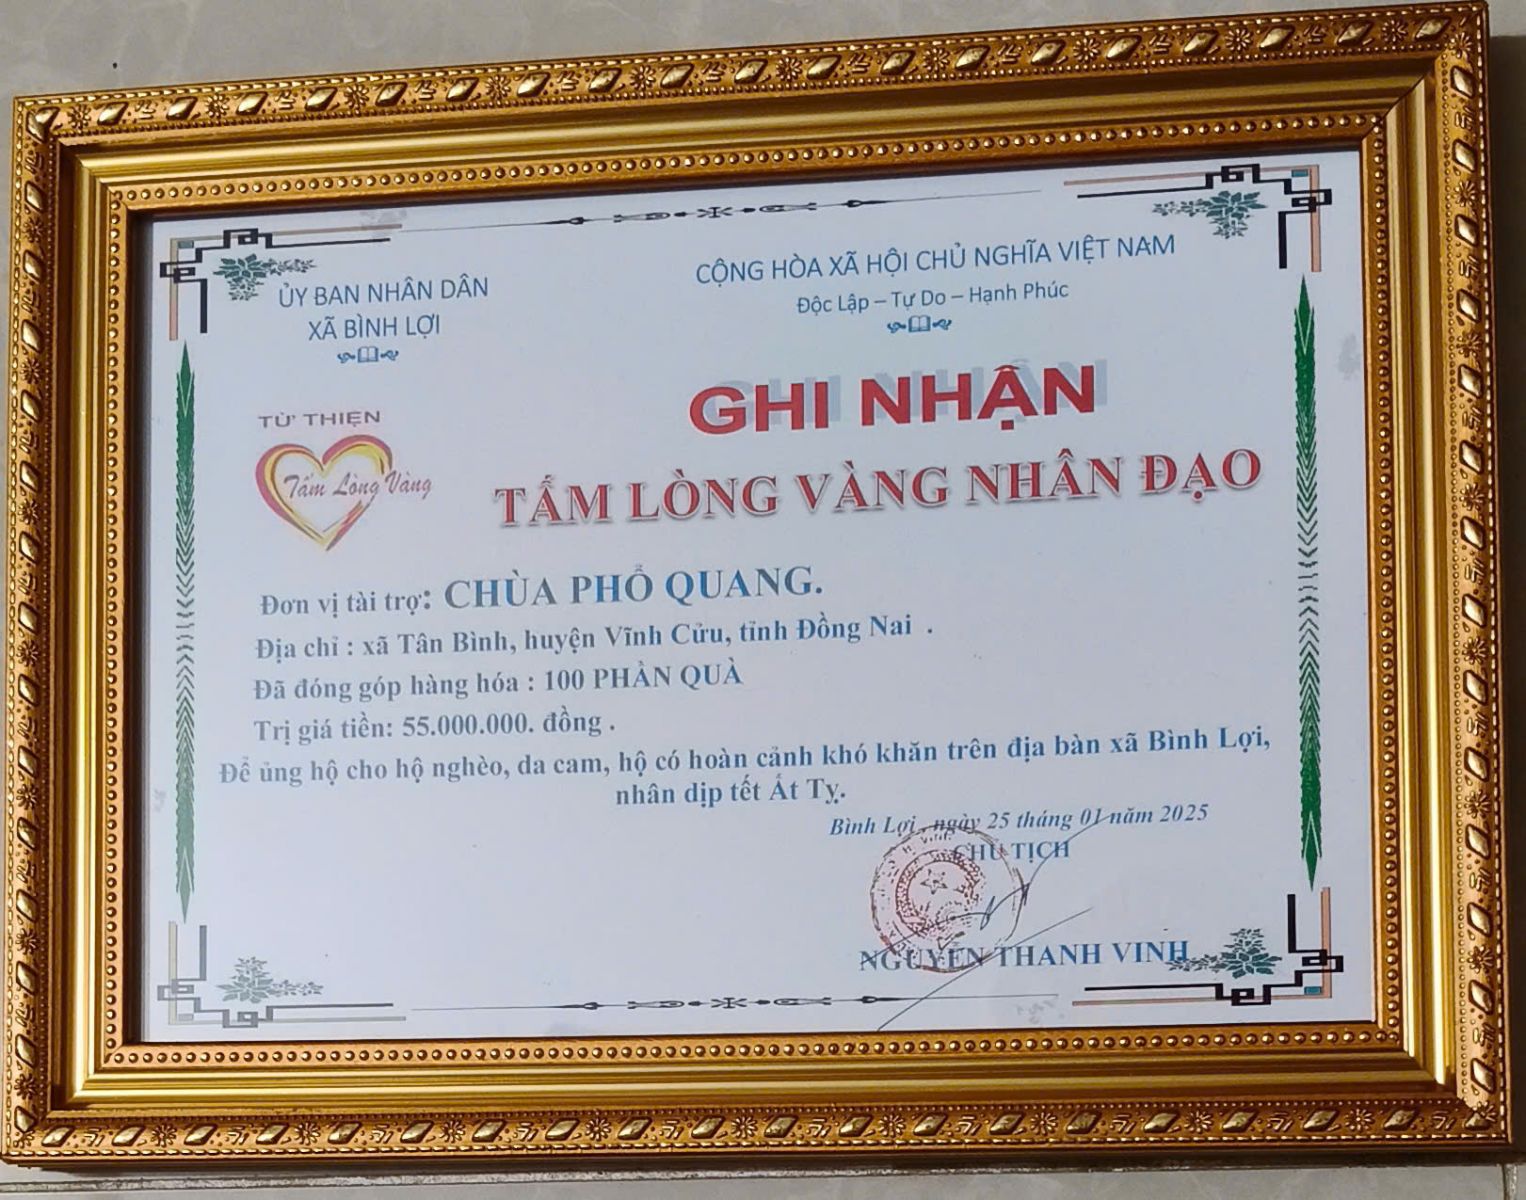 ỦY BAN NHÂN DÂN
XÃ BÌNH LỢI
CỘNG HÒA XÃ HỘI CHỦ NGHĨA VIỆT NAM
Độc Lập – Tự Do – Hạnh Phúc
TỪ THIỆN
Tấm Lòng Vàng
GHI NHẬN
TẤM LÒNG VÀNG NHÂN ĐẠO
Đơn vị tài trợ: CHÙA PHỔ QUANG.
Địa chỉ : xã Tân Bình, huyện Vĩnh Cửu, tỉnh Đồng Nai .
Đã đóng góp hàng hóa : 100 PHẦN QUÀ
Trị giá tiền: 55.000.000. đồng .
Để ủng hộ cho hộ nghèo, da cam, hộ có hoàn cảnh khó khăn trên địa bàn xã Bình Lợi,
nhân dịp tết Ất Tỵ.
Bình Lợi , ngày 25 tháng 01 năm 2025
CHỦ TỊCH
NGUYỄN THANH VINH